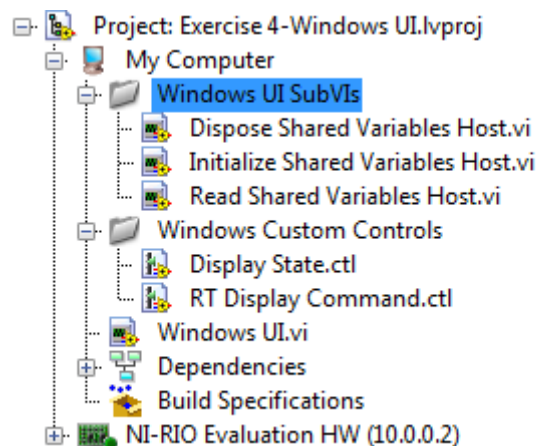 Project: Exercise 4-Windows UI.lvproj
My Computer
Windows UI SubVIs
Dispose Shared Variables Host.vi
Initialize Shared Variables Host.vi
Read Shared Variables Host.vi
Windows Custom Controls
Display State.ctl
RT Display Command.ctl
Windows UI.vi
Dependencies
Build Specifications
NI-RIO Evaluation HW (10.0.0.2)